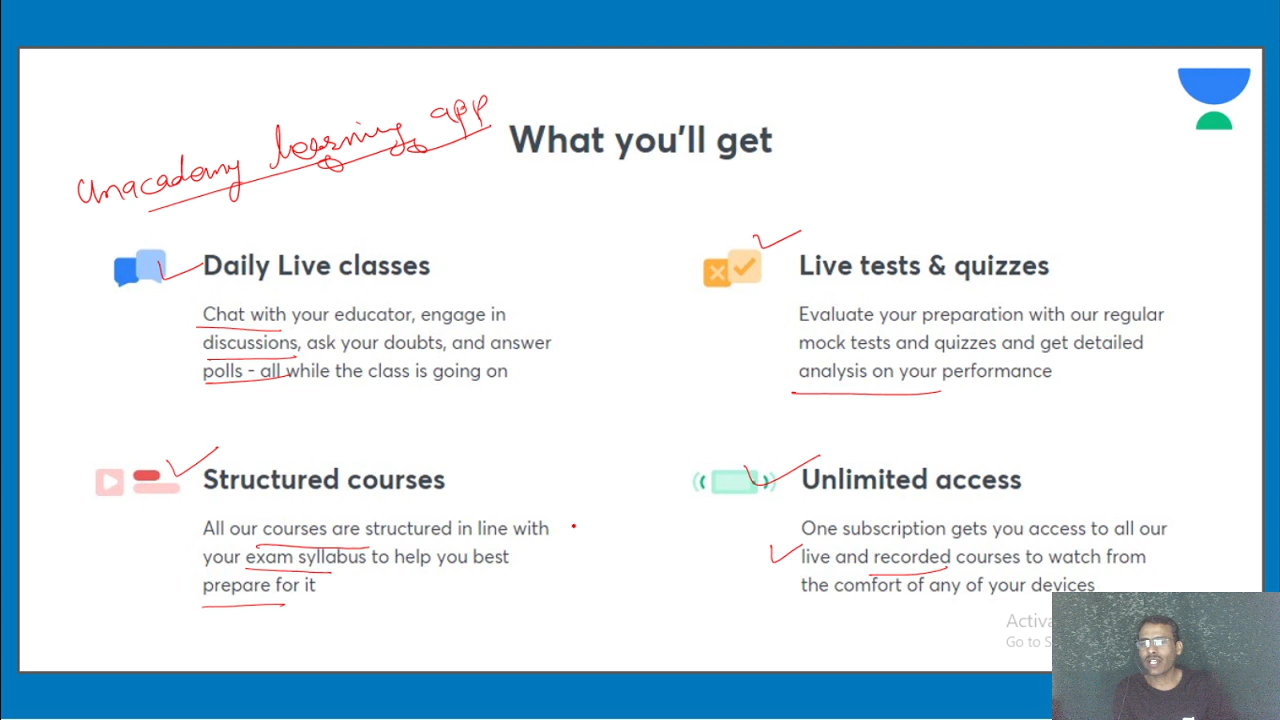 unacademy learning app
What you'll get
Daily Live classes
Chat with your educator, engage in
discussions, ask your doubts, and answer
polls - all while the class is going on
Live tests & quizzes
Evaluate your preparation with our regular
mock tests and quizzes and get detailed
analysis on your performance
Structured courses
All our courses are structured in line with
your exam syllabus to help you best
prepare for it
Unlimited access
One subscription gets you access to all our
live and recorded courses to watch from
the comfort of any of your devices
Activa
Go to S